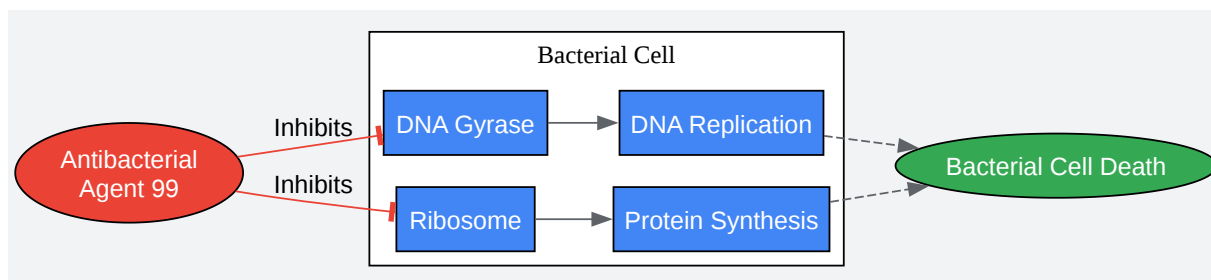 Bacterial Cell
Inhibits
DNA Gyrase
DNA Replication
Antibacterial
Agent 99
Bacterial Cell Death
Inhibits
Ribosome
Protein Synthesis